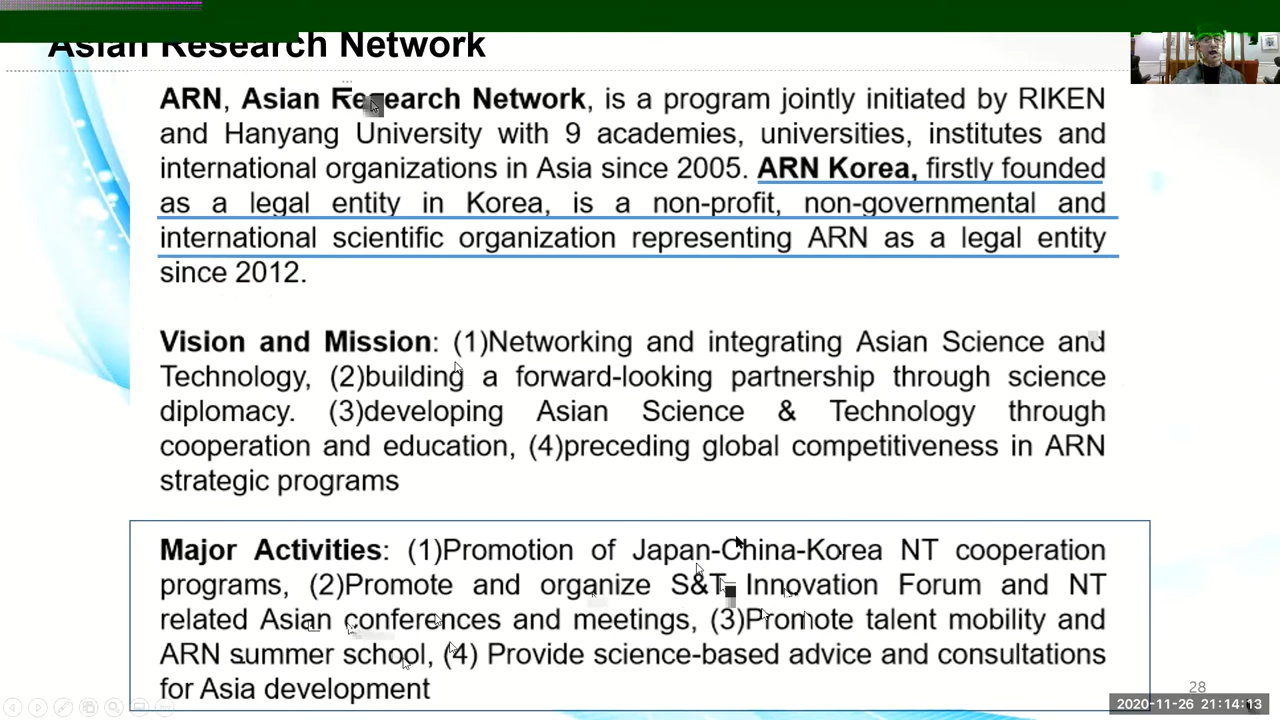 Asian Research Network
ARN, Asian Research Network, is a program jointly initiated by RIKEN
and Hanyang University with 9 academies, universities, institutes and
international organizations in Asia since 2005. ARN Korea, firstly founded
as a legal entity in Korea, is a non-profit, non-governmental and
international scientific organization representing ARN as a legal entity
since 2012.
Vision and Mission: (1)Networking and integrating Asian Science and
Technology, (2)building a forward-looking partnership through science
diplomacy. (3)developing Asian Science & Technology through
cooperation and education, (4)preceding global competitiveness in ARN
strategic programs
Major Activities: (1)Promotion of Japan-China-Korea NT cooperation
programs, (2)Promote and organize S&T Innovation Forum and NT
related Asian conferences and meetings, (3)Promote talent mobility and
ARN summer school, (4) Provide science-based advice and consultations
for Asia development
28
2020-11-26 21:14:13